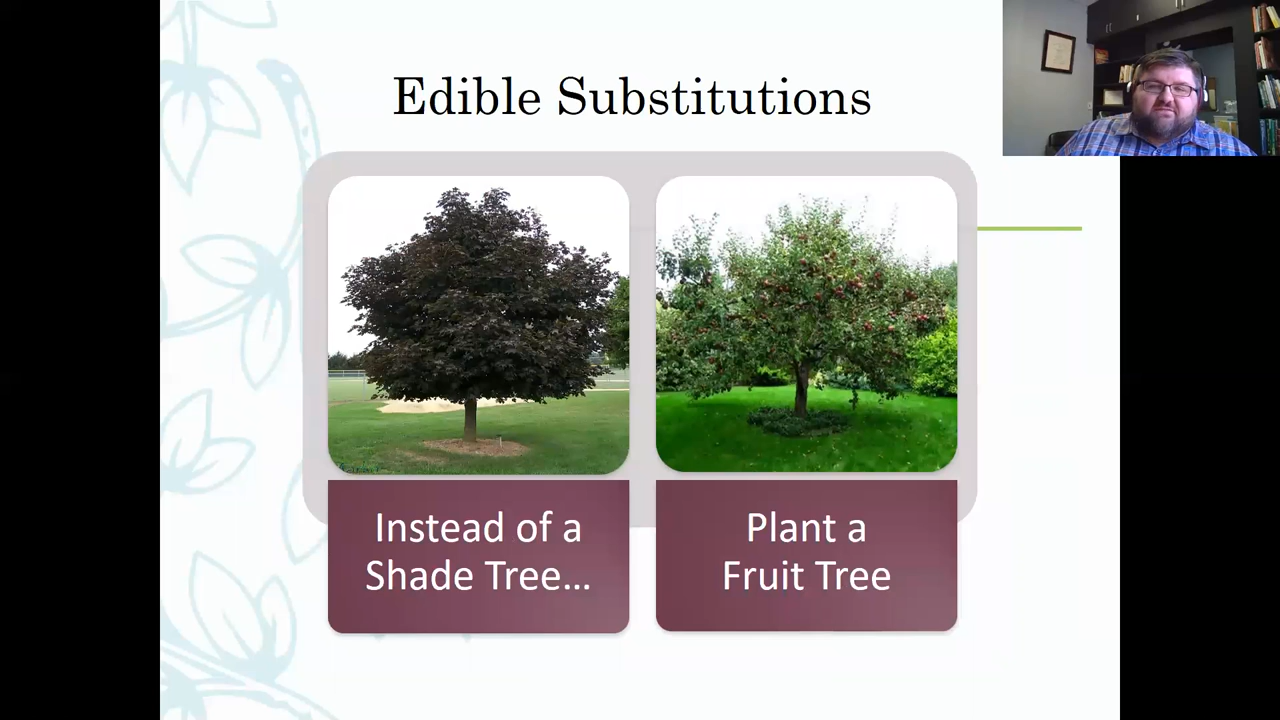 Edible Substitutions
Instead of a
Shade Tree...
Plant a
Fruit Tree